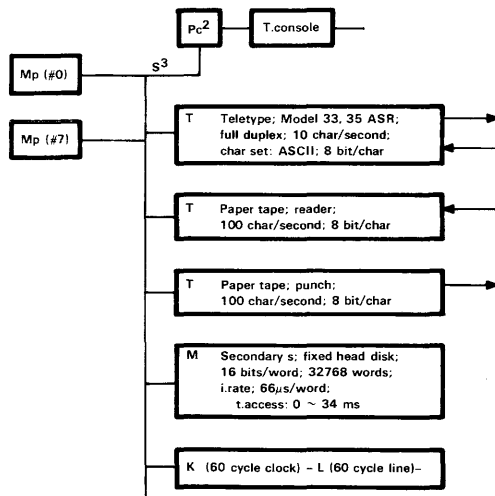 Pc2
T.console
S3
Mp (#0)
Mp (#7)
T Teletype; Model 33, 35 ASR;
full duplex; 10 char/second;
char set: ASCII; 8 bit/char
T Paper tape; reader;
100 char/second; 8 bit/char
T Paper tape; punch;
100 char/second; 8 bit/char
M Secondary s; fixed head disk;
16 bits/word; 32768 words;
i.rate; 66µs/word;
t.access: 0 ~ 34 ms
K (60 cycle clock) – L (60 cycle line)–